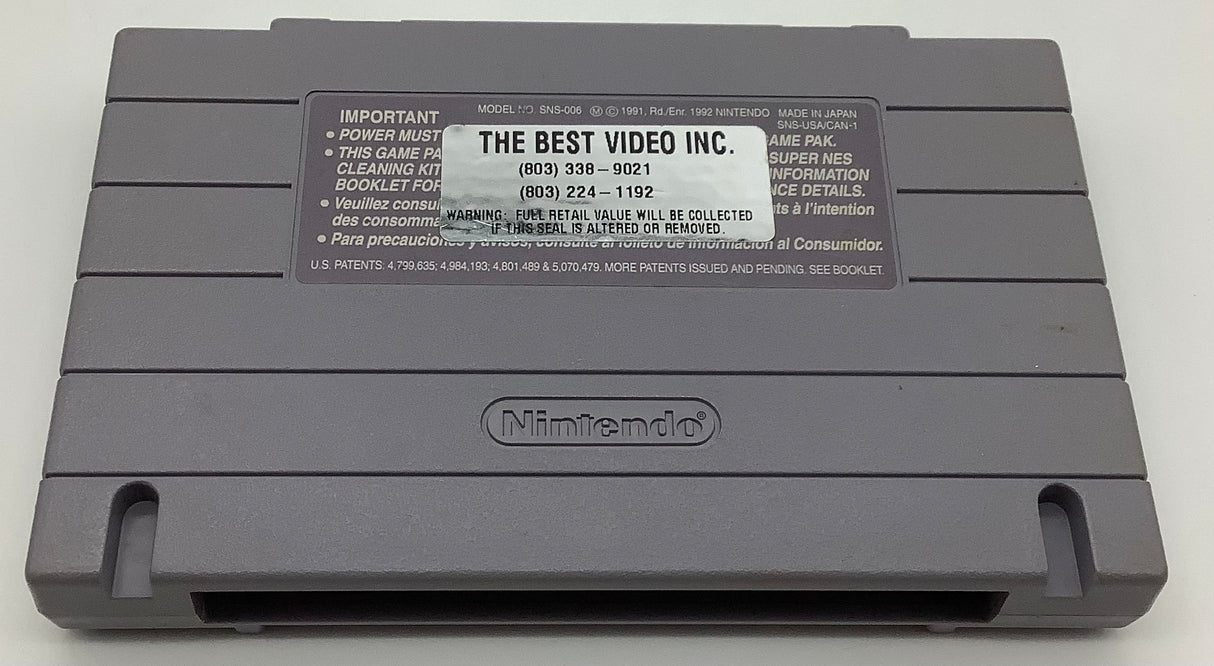 IMPORTANT
MODEL NO. SNS-006 Ⓜ © 1991, Rd./Enr. 1992 NINTENDO MADE IN JAPAN
SNS-USA/CAN-1
• POWER MUST
AME PAK.
• THIS GAME PA
SUPER NES
CLEANING KIT
INFORMATION
BOOKLET FOR
NCE DETAILS.
• Veuillez consul
ts à l'intention
des consomma
• Para precauciones y avisos, consulte al folleto de información al Consumidor.
U.S. PATENTS: 4,799,635; 4,984,193; 4,801,489 & 5,070,479. MORE PATENTS ISSUED AND PENDING. SEE BOOKLET.
THE BEST VIDEO INC.
(803) 338-9021
(803) 224-1192
WARNING: FULL RETAIL VALUE WILL BE COLLECTED
IF THIS SEAL IS ALTERED OR REMOVED.
Nintendo®